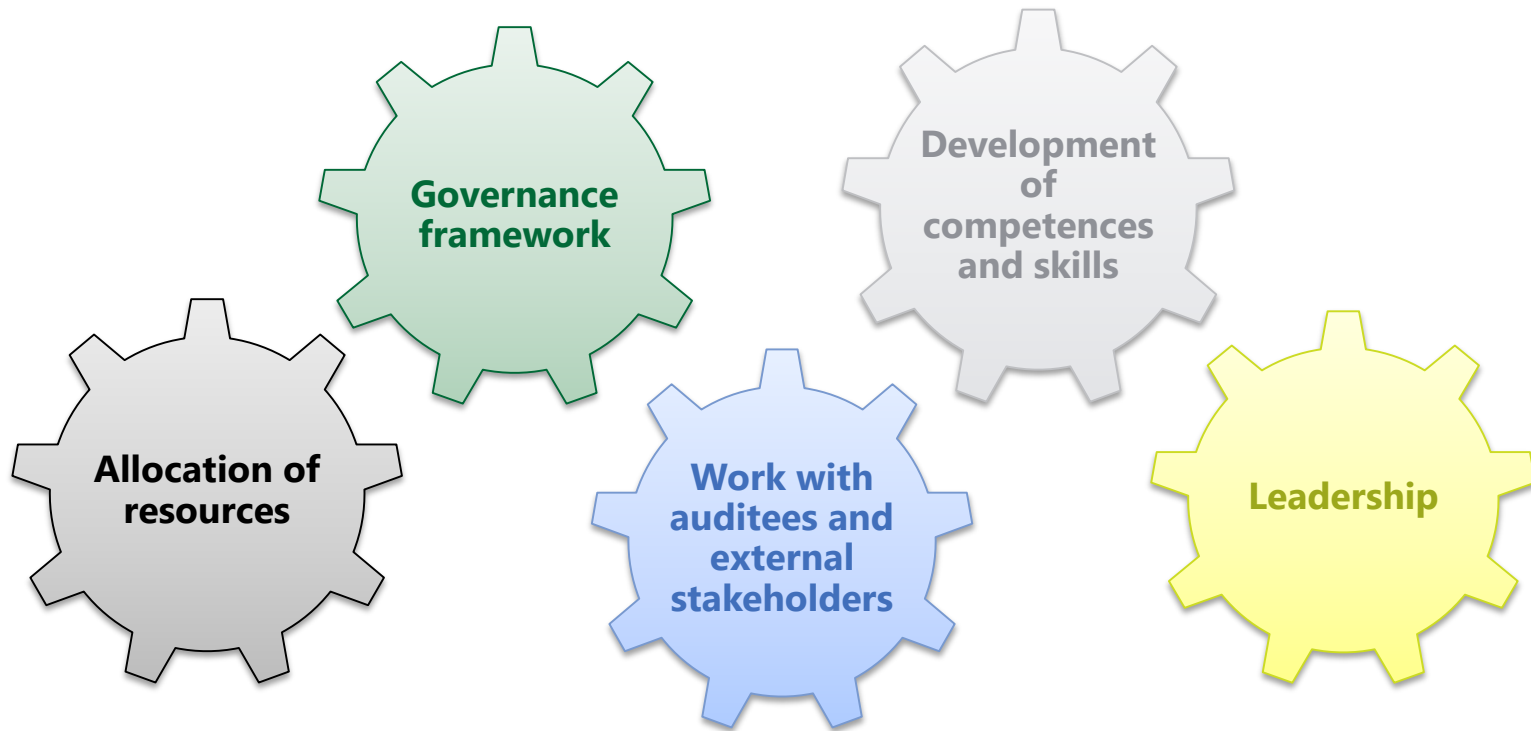 Governance
framework
Development
of
competences
and skills
Allocation of
resources
Work with
auditees and
external
stakeholders
Leadership